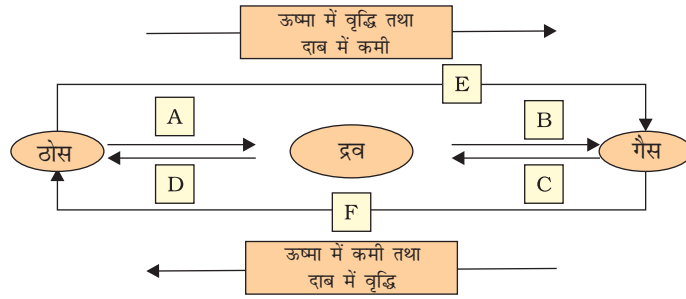 ऊष्मा में वृद्धि तथा
दाब में कमी
E
A
B
ठोस
द्रव
गैस
D
C
F
ऊष्मा में कमी तथा
दाब में वृद्धि